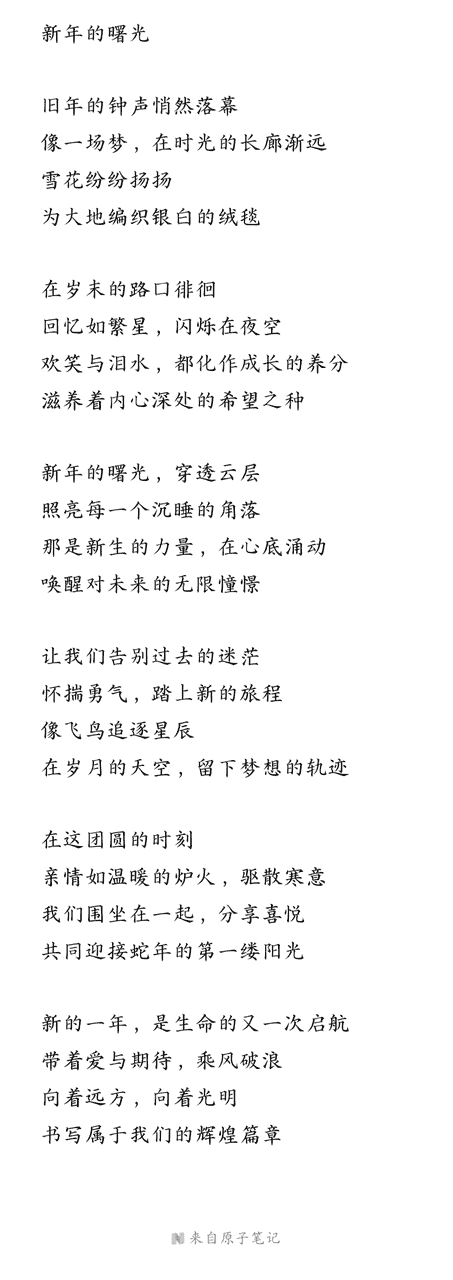 新年的曙光
旧年的钟声悄然落幕
像一场梦，在时光的长廊渐远
雪花纷纷扬扬
为大地编织银白的绒毯
在岁末的路口徘徊
回忆如繁星，闪烁在夜空
欢笑与泪水，都化作成长的养分
滋养着内心深处的希望之种
新年的曙光，穿透云层
照亮每一个沉睡的角落
那是新生的力量，在心底涌动
唤醒对未来的无限憧憬
让我们告别过去的迷茫
怀揣勇气，踏上新的旅程
像飞鸟追逐星辰
在岁月的天空，留下梦想的轨迹
在这团圆的时刻
亲情如温暖的炉火，驱散寒意
我们围坐在一起，分享喜悦
共同迎接蛇年的第一缕阳光
新的一年，是生命的又一次启航
带着爱与期待，乘风破浪
向着远方，向着光明
书写属于我们的辉煌篇章
来自原子笔记